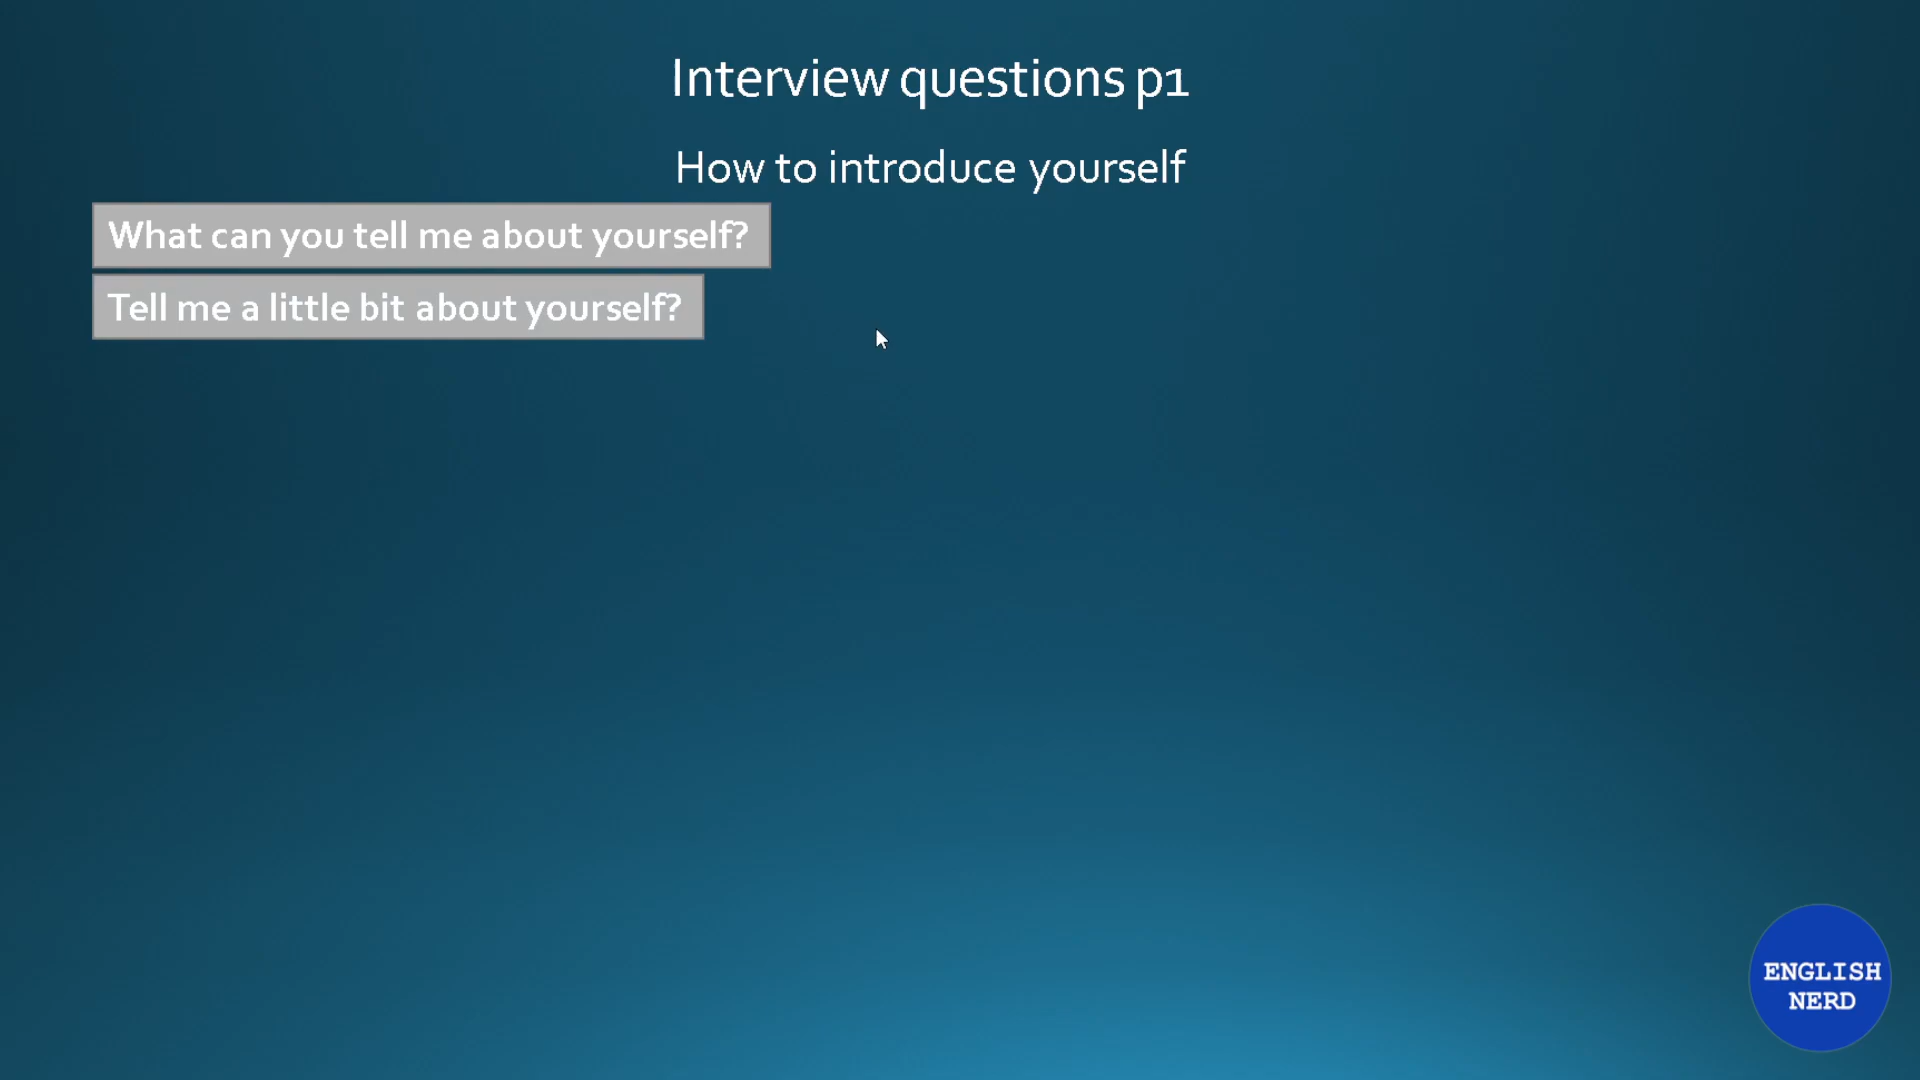 Interview questions p1
How to introduce yourself
What can you tell me about yourself?
Tell me a little bit about yourself?
ENGLISH
NERD